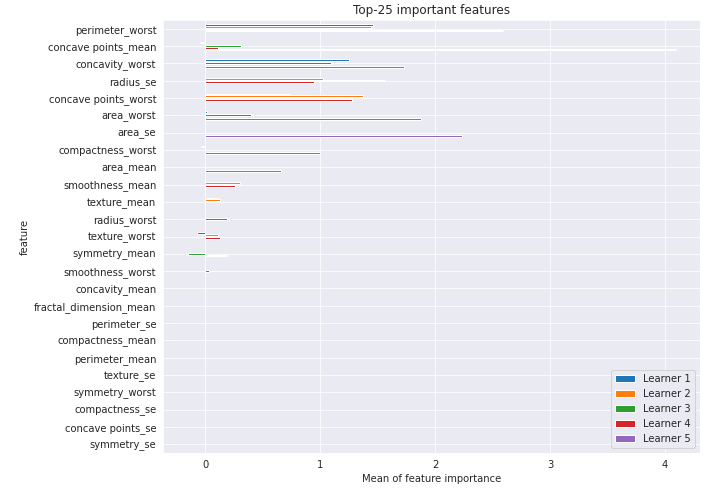 Top-25 important features
perimeter_worst
concave points_mean
concavity_worst
radius_se
concave points_worst
area_worst
area_se
compactness_worst
area_mean
smoothness_mean
texture_mean
radius_worst
texture_worst
symmetry_mean
smoothness_worst
concavity_mean
fractal_dimension_mean
perimeter_se
compactness_mean
perimeter_mean
texture_se
symmetry_worst
compactness_se
concave points_se
symmetry_se
feature
Learner 1
Learner 2
Learner 3
Learner 4
Learner 5
0 1 2 3 4
Mean of feature importance